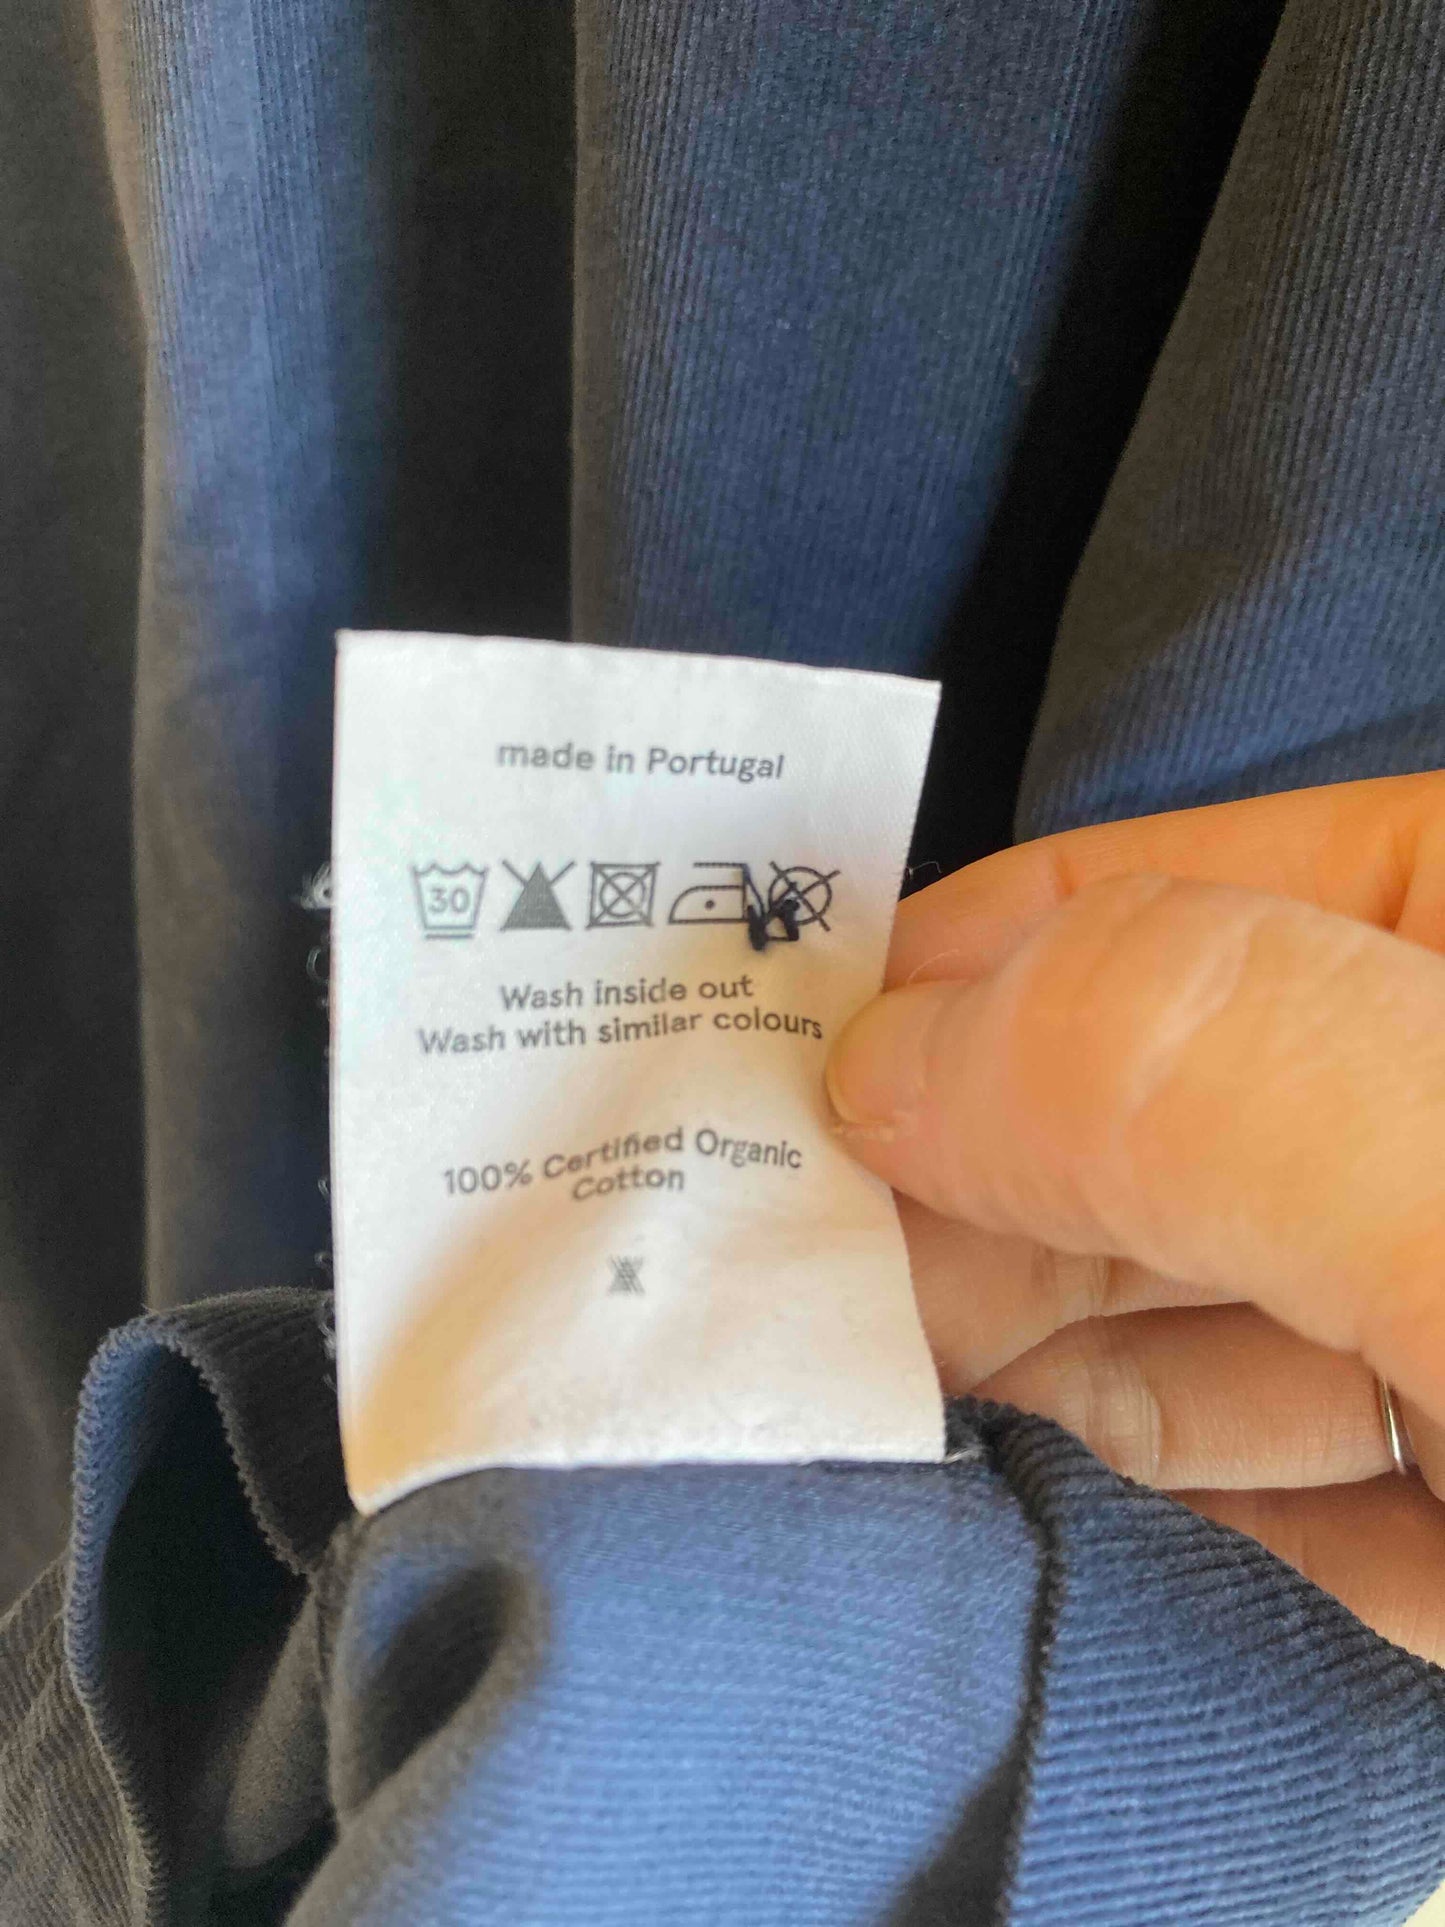 made in Portugal
30
Wash inside out
Wash with similar colours
100% Certified Organic
Cotton